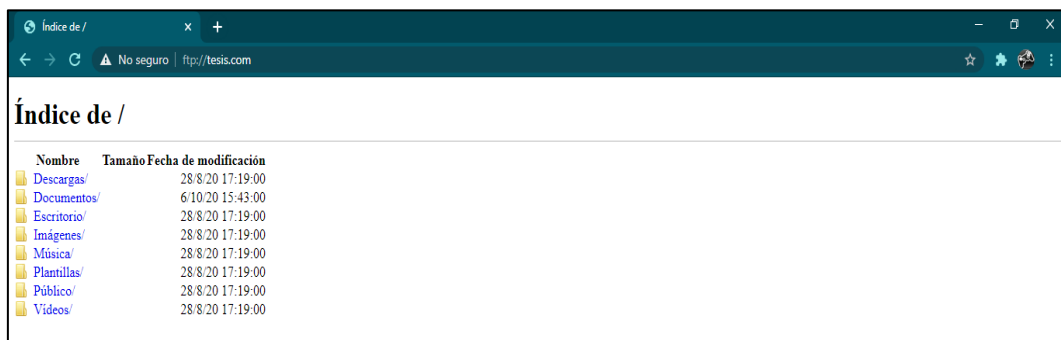 Índice de /
No seguro | ftp://tesis.com
Índice de /
Nombre Tamaño Fecha de modificación
Descargas/ 28/8/20 17:19:00
Documentos/ 6/10/20 15:43:00
Escritorio/ 28/8/20 17:19:00
Imágenes/ 28/8/20 17:19:00
Música/ 28/8/20 17:19:00
Plantillas/ 28/8/20 17:19:00
Público/ 28/8/20 17:19:00
Vídeos/ 28/8/20 17:19:00